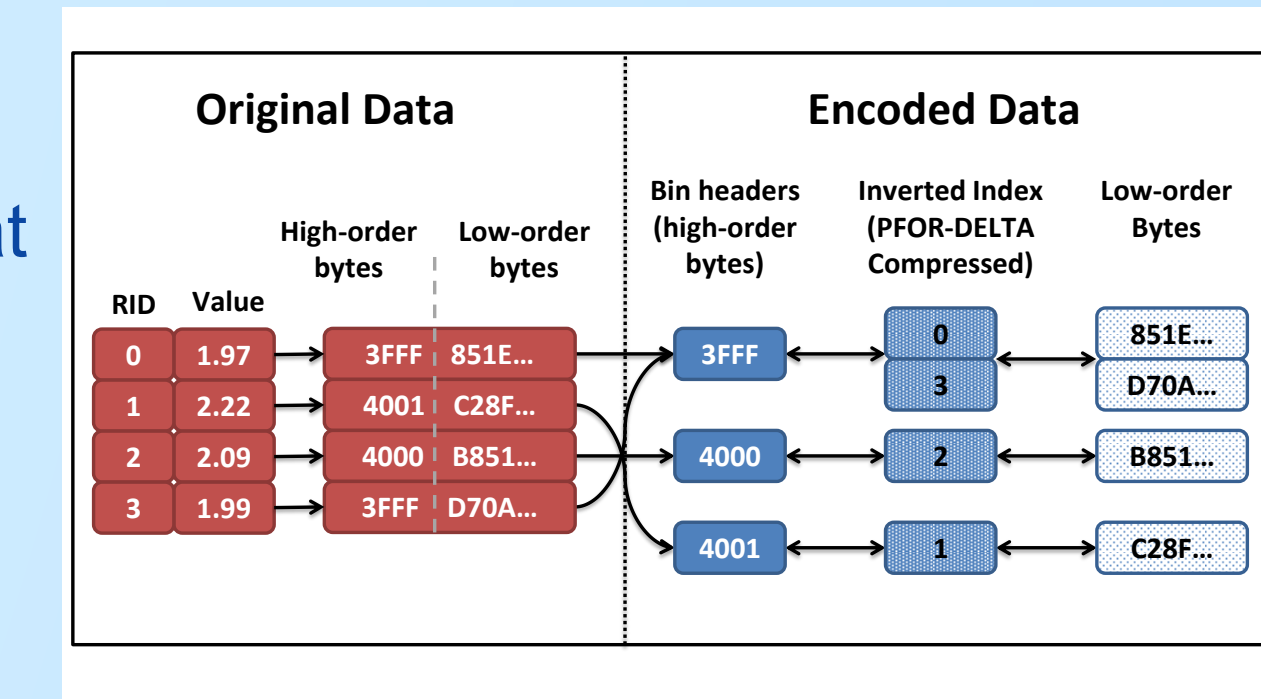 at
Original Data
Encoded Data
High-order
bytes
Low-order
bytes
RID
Value
Bin headers
(high-order
bytes)
Inverted Index
(PFOR-DELTA
Compressed)
Low-order
Bytes
0 1.97 3FFF 851E...
1 2.22 4001 C28F...
2 2.09 4000 B851...
3 1.99 3FFF D70A...
3FFF
0
3
851E...
D70A...
4000 2 B851...
4001 1 C28F...